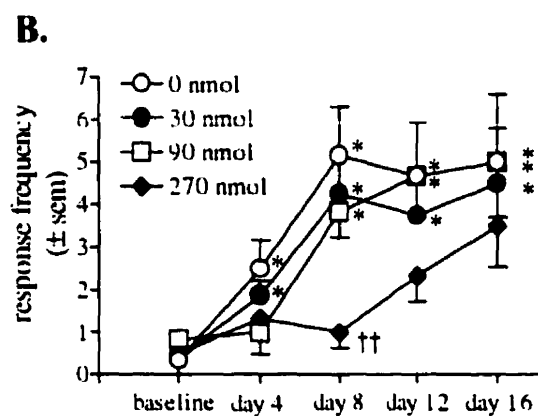 B.
response frequency
(± sem)
7
6
5
4
3
2
1
0
0 nmol
30 nmol
90 nmol
270 nmol
*
*
*
*
*
*
*
*
*
*
*
††
baseline day 4 day 8 day 12 day 16